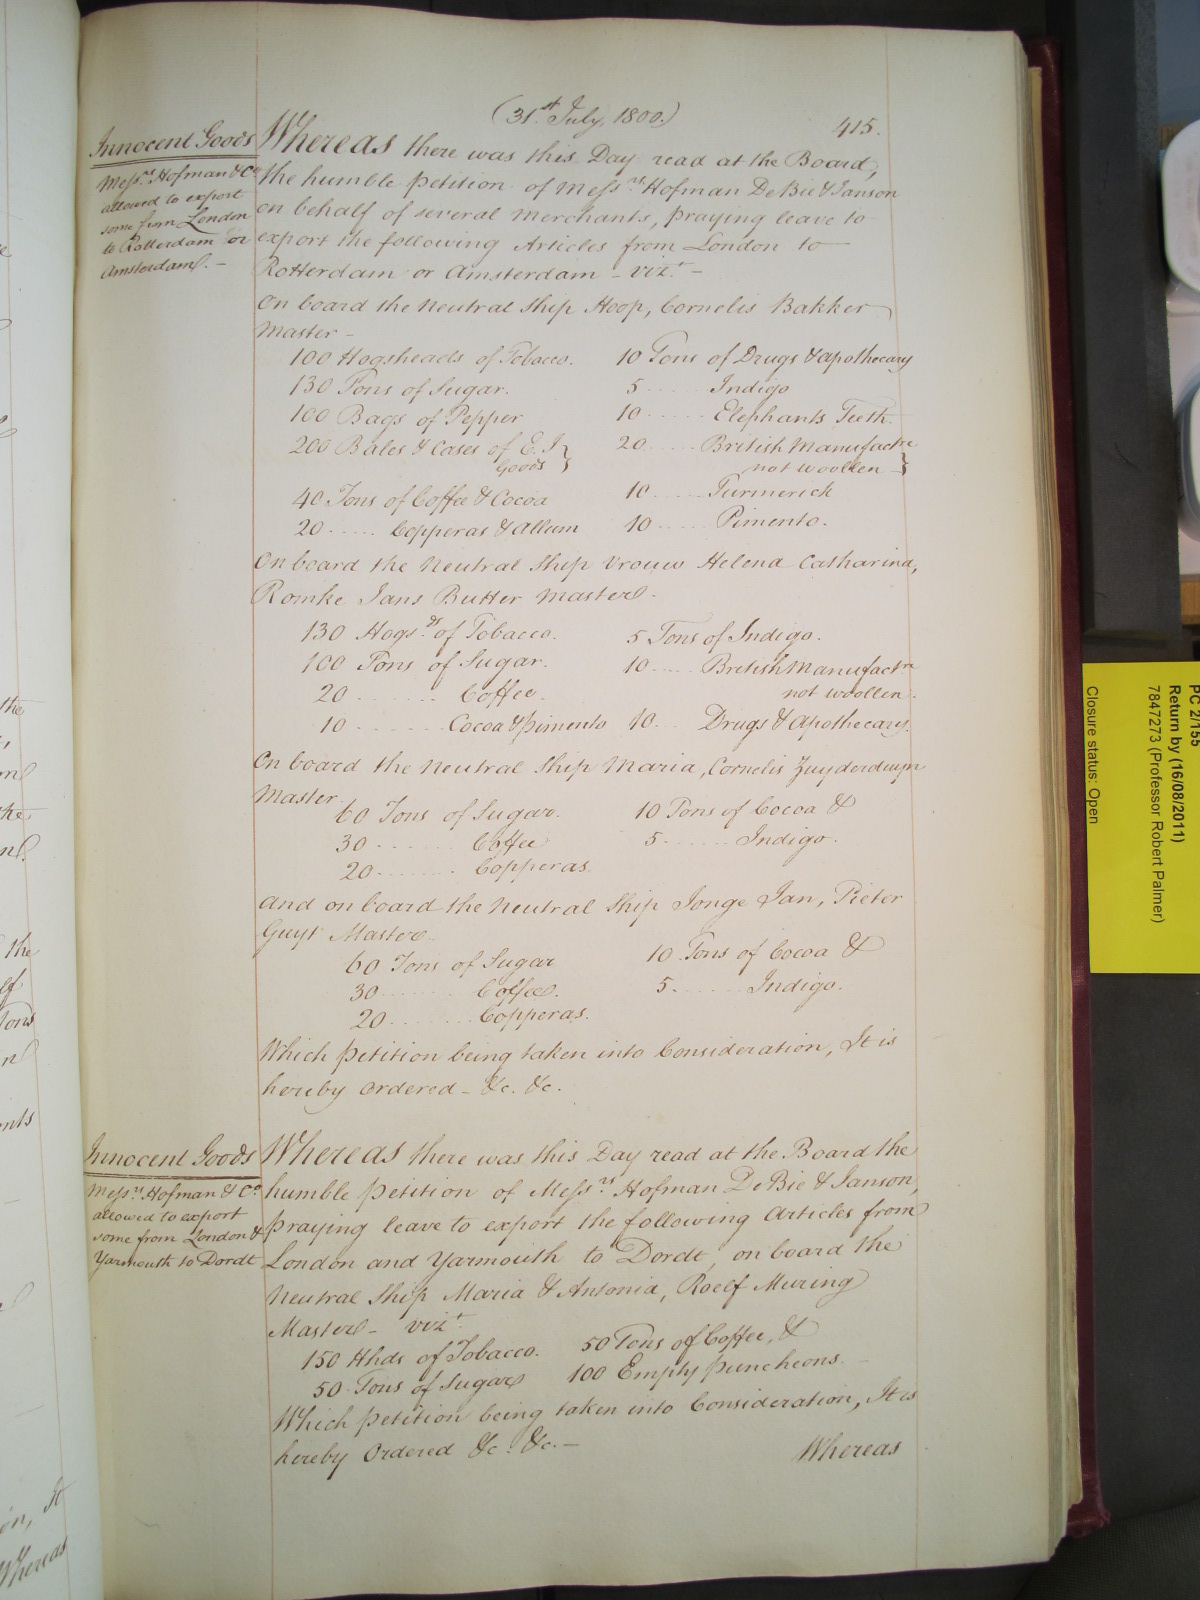 (31.st July, 1800.)
415.
Innocent Goods
Mess.rs Hofman & Co
allowed to export
some from London
to Rotterdam or
Amsterdam. -
Whereas there was this Day read at the Board,
the humble Petition of Mess.rs Hofman De Bie & Janson
on behalf of several Merchants, praying leave to
export the following Articles from London to
Rotterdam or Amsterdam - viz.t -
On board the Neutral Ship Hoop, Cornelis Bakker
Master -
100 Hogsheads of Tobacco. 10 Tons of Drugs & Apothecary
130 Tons of Sugar. 5 ...... Indigo
100 Bags of Pepper 10 ...... Elephants Teeth.
200 Bales & Cases of E. I 20 ...... British Manufactre
Goods } not woollen }
40 Tons of Coffee & Cocoa 10 ...... Turmerick
20 ..... Copperas & Allum 10 ...... Pimento.
On board the Neutral Ship Vrouw Helena Catharina,
Romke Jans Butter Master.
130 Hogs.ds of Tobacco. 5 Tons of Indigo.
100 Tons of Sugar. 10 ..... British Manufactre
20 ........ Coffee. not woollen.
10 ........ Cocoa & Pimento 10 ... Drugs & Apothecary.
On board the Neutral Ship Maria, Cornelis Zuyderduyn
Master.
60 Tons of Sugar. 10 Tons of Cocoa &
30 ....... Coffee 5 ....... Indigo.
20 ........ Copperas.
And on board the Neutral Ship Jonge Jan, Pieter
Guyt Master
60 Tons of Sugar 10 Tons of Cocoa &
30 ........ Coffee. 5 ....... Indigo.
20 ........ Copperas.
Which Petition being taken into Consideration, It is
hereby Ordered - &c. &c.
Innocent Goods
Mess.rs Hofman & Co.
allowed to export
some from London &
Yarmouth to Dordt
Whereas there was this Day read at the Board the
humble Petition of Mess.rs Hofman De Bie & Janson,
praying leave to export the following Articles from
London and Yarmouth to Dordt, on board the
Neutral Ship Maria & Antonia, Roelf Muring
Master - viz.t
150 Hhds of Tobacco. 50 Tons of Coffee, &
50 Tons of Sugar 100 Empty Puncheons.
Which Petition being taken into Consideration, It is
hereby Ordered &c. &c. -
Whereas
PC 2/155
Return by (16/08/2011)
7847273 (Professor Robert Palmer)
Closure status: Open